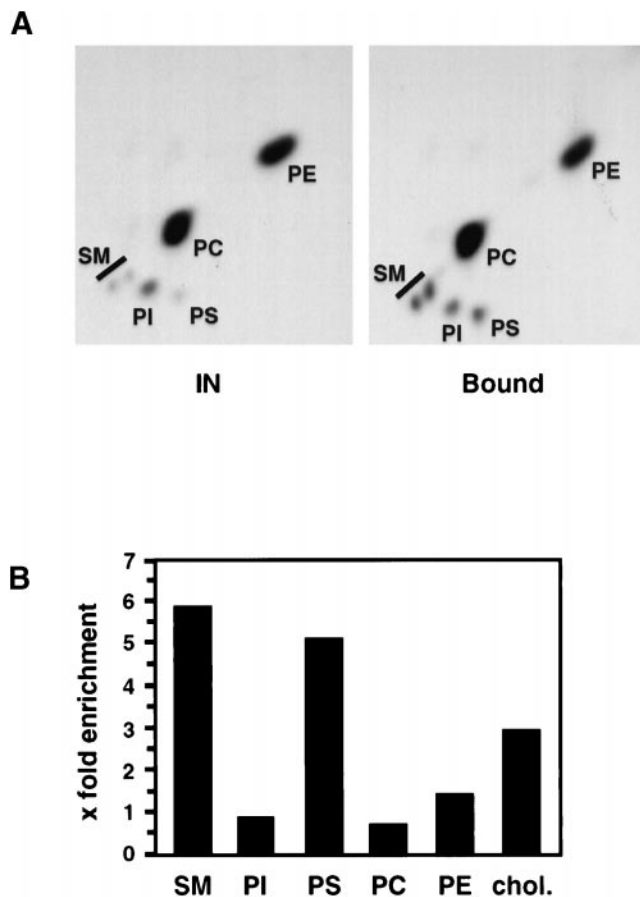 A
PE
PE
PC
PC
SM
SM
PI
PS
PI
PS
IN
Bound
B
x fold enrichment
7
6
5
4
3
2
1
0
SM PI PS PC PE chol.